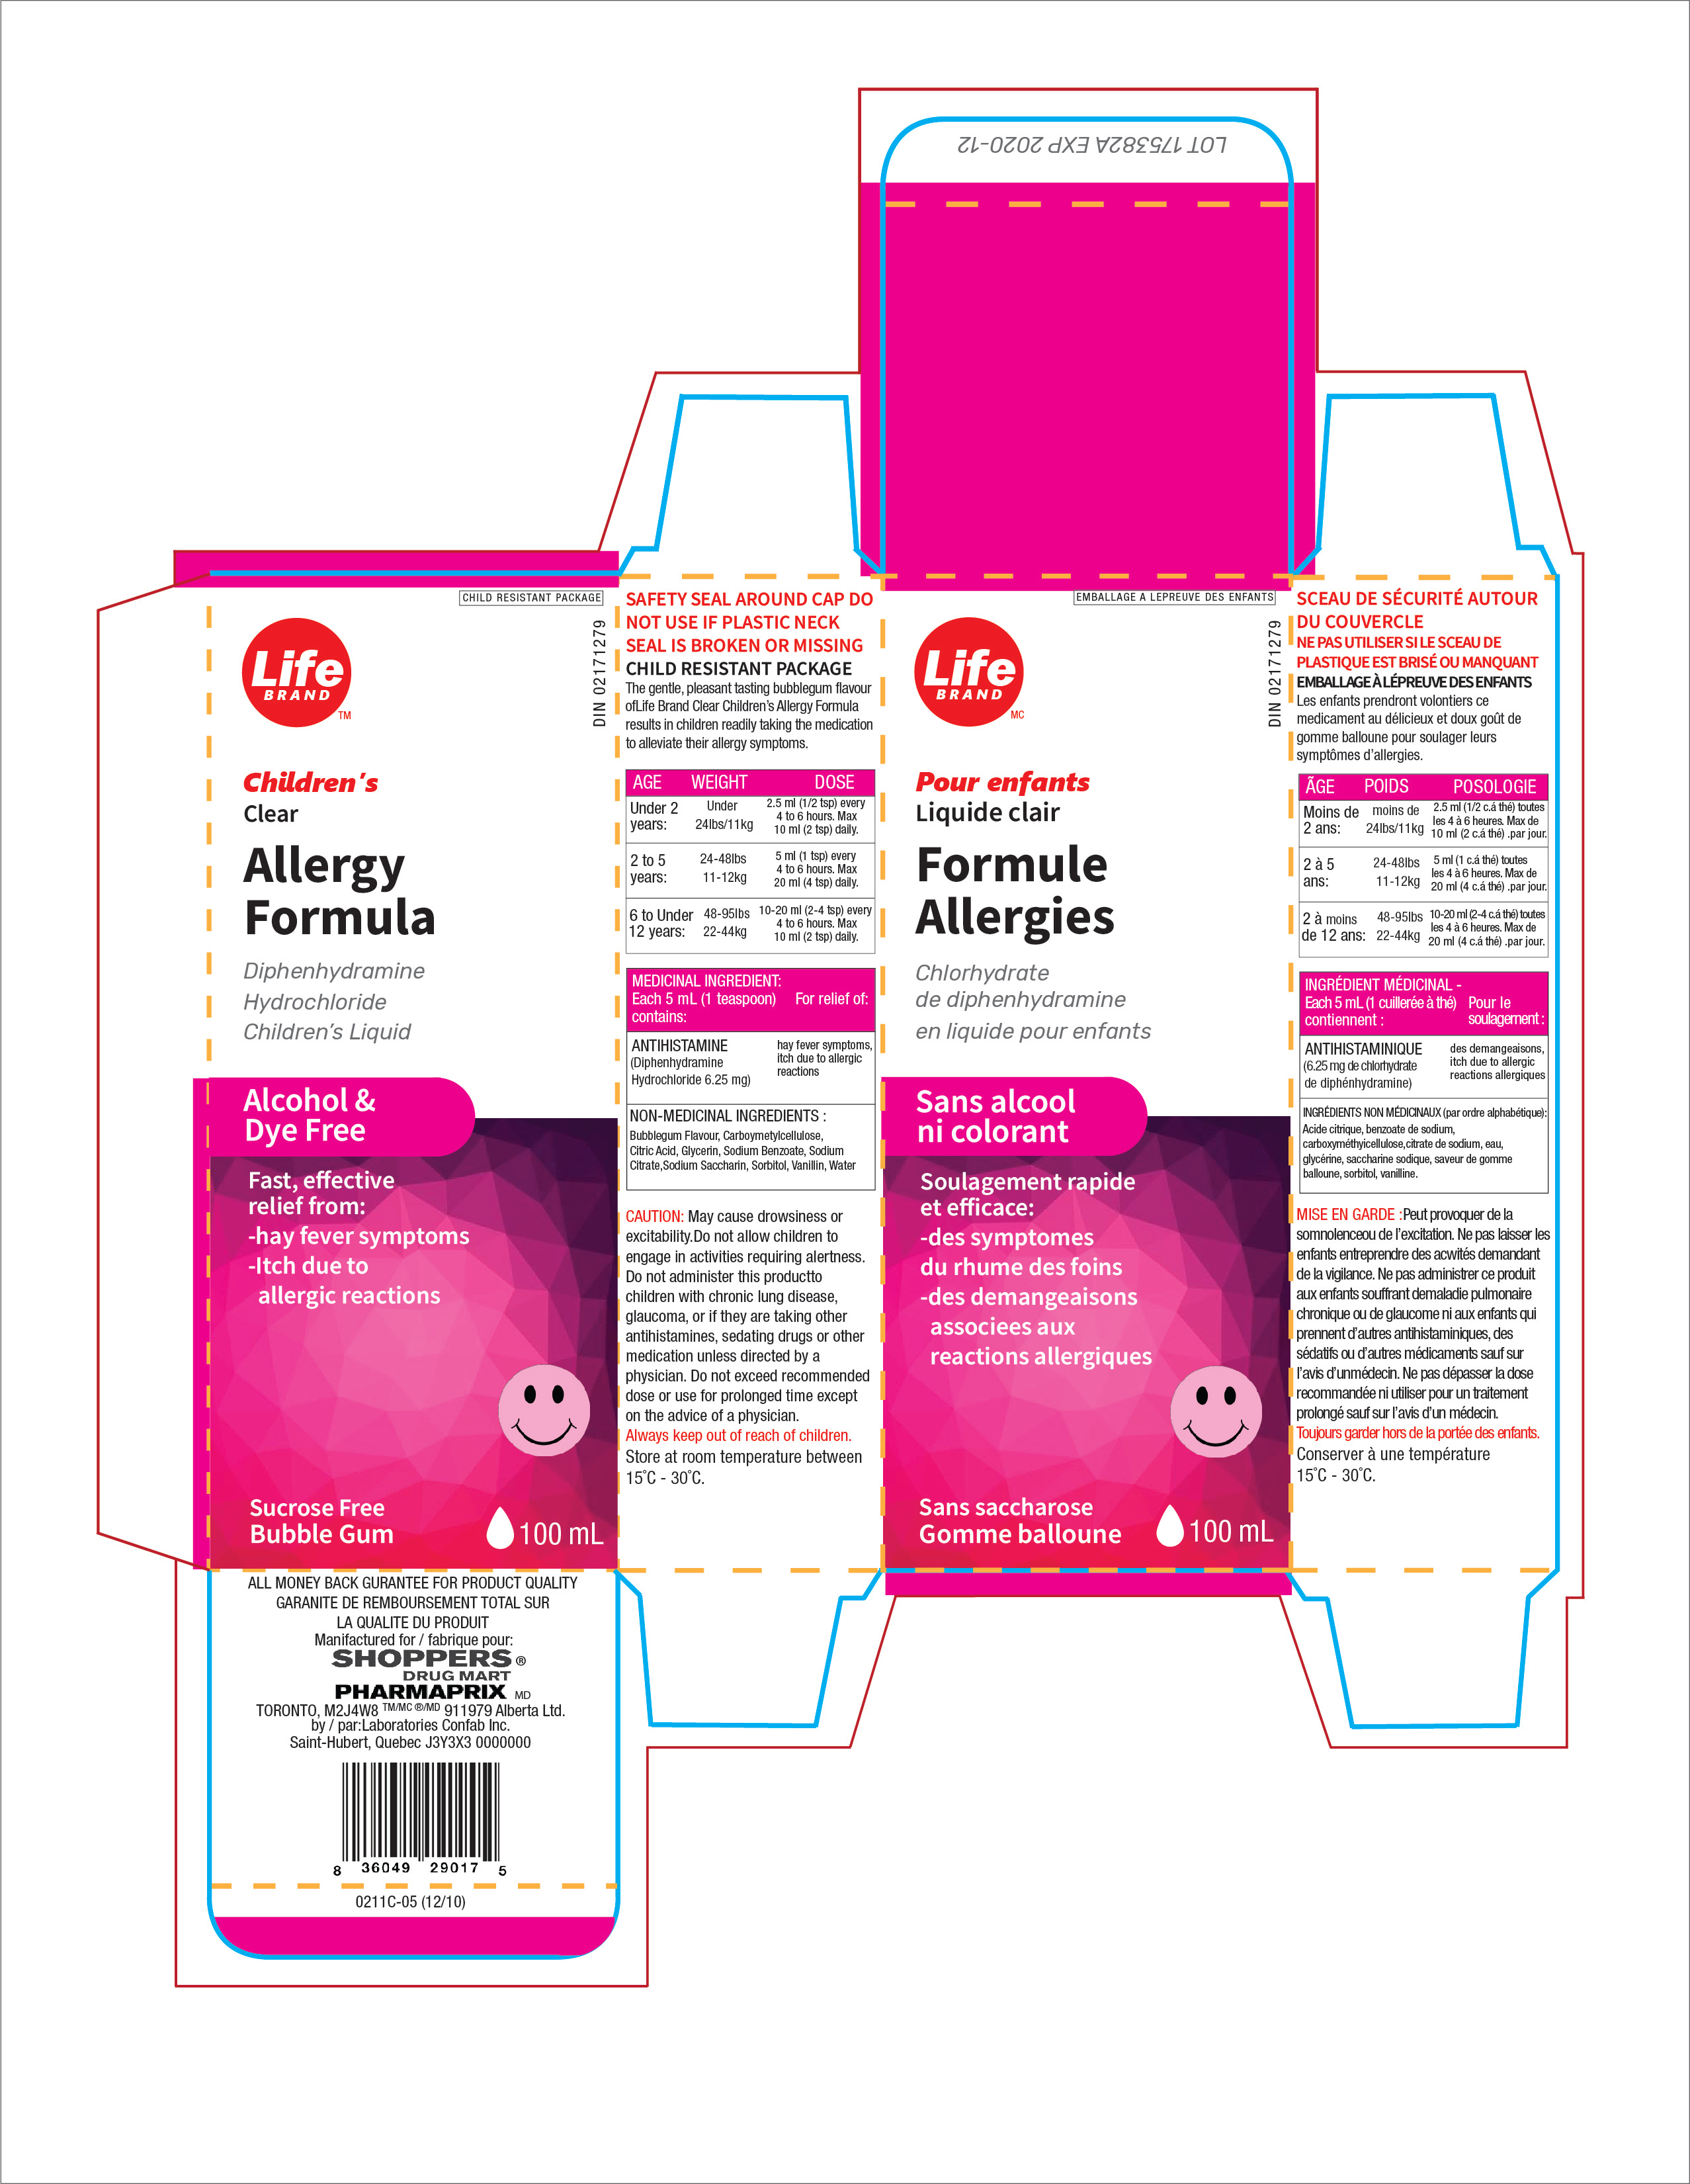 LOT 175382A EXP 2020-12
CHILD RESISTANT PACKAGE
DIN 02171279
Life
BRAND
TM
Children's
Clear
Allergy
Formula
Diphenhydramine
Hydrochloride
Children's Liquid
Alcohol &
Dye Free
Fast, effective
relief from:
-hay fever symptoms
-Itch due to
allergic reactions
Sucrose Free
Bubble Gum
100 mL
SAFETY SEAL AROUND CAP DO
NOT USE IF PLASTIC NECK
SEAL IS BROKEN OR MISSING
CHILD RESISTANT PACKAGE
The gentle, pleasant tasting bubblegum flavour
ofLife Brand Clear Children's Allergy Formula
results in children readily taking the medication
to alleviate their allergy symptoms.
AGE WEIGHT DOSE
Under 2 years: Under 24lbs/11kg 2.5 ml (1/2 tsp) every 4 to 6 hours. Max 10 ml (2 tsp) daily.
2 to 5 years: 24-48lbs 11-12kg 5 ml (1 tsp) every 4 to 6 hours. Max 20 ml (4 tsp) daily.
6 to Under 12 years: 48-95lbs 22-44kg 10-20 ml (2-4 tsp) every 4 to 6 hours. Max 10 ml (2 tsp) daily.
MEDICINAL INGREDIENT:
Each 5 mL (1 teaspoon) For relief of:
contains:
ANTIHISTAMINE
(Diphenhydramine
Hydrochloride 6.25 mg)
hay fever symptoms,
itch due to allergic
reactions
NON-MEDICINAL INGREDIENTS :
Bubblegum Flavour, Carboymetylcellulose,
Citric Acid, Glycerin, Sodium Benzoate, Sodium
Citrate,Sodium Saccharin, Sorbitol, Vanillin, Water
CAUTION: May cause drowsiness or
excitability.Do not allow children to
engage in activities requiring alertness.
Do not administer this productto
children with chronic lung disease,
glaucoma, or if they are taking other
antihistamines, sedating drugs or other
medication unless directed by a
physician. Do not exceed recommended
dose or use for prolonged time except
on the advice of a physician.
Always keep out of reach of children.
Store at room temperature between
15˚C - 30˚C.
EMBALLAGE A LEPREUVE DES ENFANTS
DIN 02171279
Life
BRAND
MC
Pour enfants
Liquide clair
Formule
Allergies
Chlorhydrate
de diphenhydramine
en liquide pour enfants
Sans alcool
ni colorant
Soulagement rapide
et efficace:
-des symptomes
du rhume des foins
-des demangeaisons
associees aux
reactions allergiques
Sans saccharose
Gomme balloune
100 mL
SCEAU DE SÉCURITÉ AUTOUR
DU COUVERCLE
NE PAS UTILISER SI LE SCEAU DE
PLASTIQUE EST BRISÉ OU MANQUANT
EMBALLAGE À LÉPREUVE DES ENFANTS
Les enfants prendront volontiers ce
medicament au délicieux et doux goût de
gomme balloune pour soulager leurs
symptômes d'allergies.
ÃGE POIDS POSOLOGIE
Moins de 2 ans: moins de 24lbs/11kg 2.5 ml (1/2 c.á thé) toutes les 4 à 6 heures. Max de 10 ml (2 c.á thé) .par jour.
2 à 5 ans: 24-48lbs 11-12kg 5 ml (1 c.á thé) toutes les 4 à 6 heures. Max de 20 ml (4 c.á thé) .par jour.
2 à moins de 12 ans: 48-95lbs 22-44kg 10-20 ml (2-4 c.á thé) toutes les 4 à 6 heures. Max de 20 ml (4 c.á thé) .par jour.
INGRÉDIENT MÉDICINAL -
Each 5 mL (1 cuillerée à thé)
contiennent :
Pour le
soulagement :
ANTIHISTAMINIQUE
(6.25 mg de chlorhydrate
de diphénhydramine)
des demangeaisons,
itch due to allergic
reactions allergiques
INGRÉDIENTS NON MÉDICINAUX (par ordre alphabétique):
Acide citrique, benzoate de sodium,
carboxyméthyicellulose,citrate de sodium, eau,
glycérine, saccharine sodique, saveur de gomme
balloune, sorbitol, vanilline.
MISE EN GARDE :Peut provoquer de la
somnolenceou de l'excitation. Ne pas laisser les
enfants entreprendre des acwités demandant
de la vigilance. Ne pas administrer ce produit
aux enfants souffrant demaladie pulmonaire
chronique ou de glaucome ni aux enfants qui
prennent d'autres antihistaminiques, des
sédatifs ou d'autres médicaments sauf sur
l'avis d'unmédecin. Ne pas dépasser la dose
recommandée ni utiliser pour un traitement
prolongé sauf sur l'avis d'un médecin.
Toujours garder hors de la portée des enfants.
Conserver à une température
15˚C - 30˚C.
ALL MONEY BACK GURANTEE FOR PRODUCT QUALITY
GARANITE DE REMBOURSEMENT TOTAL SUR
LA QUALITE DU PRODUIT
Manifactured for / fabrique pour:
SHOPPERS ®
DRUG MART
PHARMAPRIX MD
TORONTO, M2J4W8 TM/MC ®/MD 911979 Alberta Ltd.
by / par:Laboratories Confab Inc.
Saint-Hubert, Quebec J3Y3X3 0000000
8 36049 29017 5
0211C-05 (12/10)